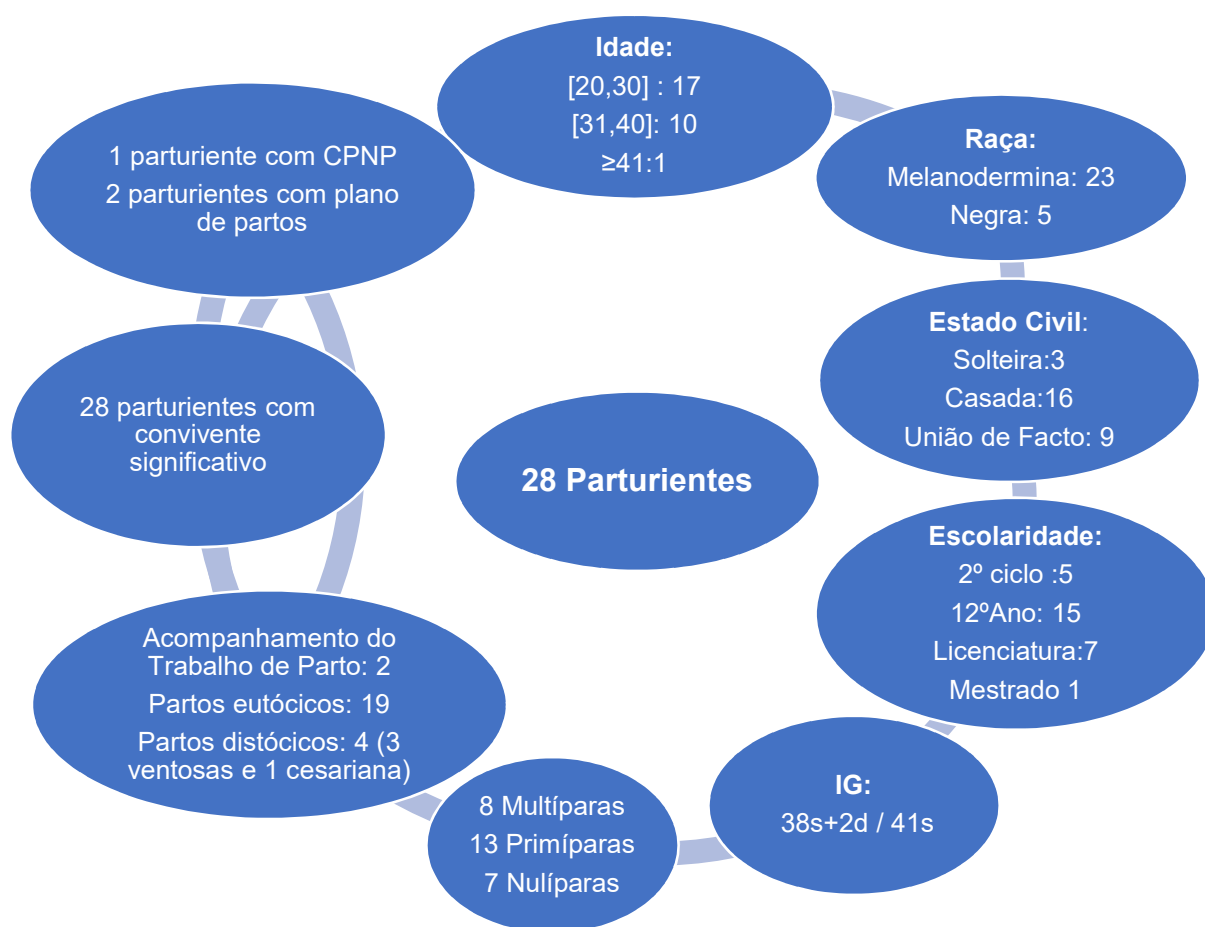 Idade:
[20,30] : 17
[31,40]: 10
≥41:1
Raça:
Melanodermina: 23
Negra: 5
Estado Civil:
Solteira:3
Casada:16
União de Facto: 9
Escolaridade:
2º ciclo :5
12ºAno: 15
Licenciatura:7
Mestrado 1
IG:
38s+2d / 41s
8 Multíparas
13 Primíparas
7 Nulíparas
Acompanhamento do
Trabalho de Parto: 2
Partos eutócicos: 19
Partos distócicos: 4 (3
ventosas e 1 cesariana)
28 parturientes com
convivente
significativo
1 parturiente com CPNP
2 parturientes com plano
de partos
28 Parturientes